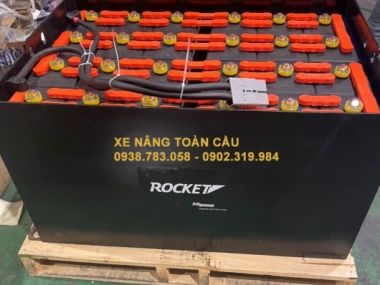 XE NÂNG TOÀN CẦU
0938.783.058 - 0902.319.984
ROCKET